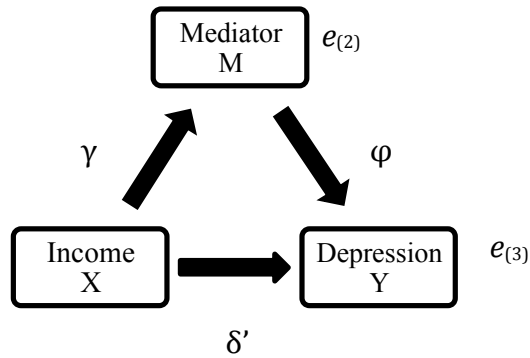 Mediator
M
e(2)
γ
φ
Income
X
Depression
Y
e(3)
δ’